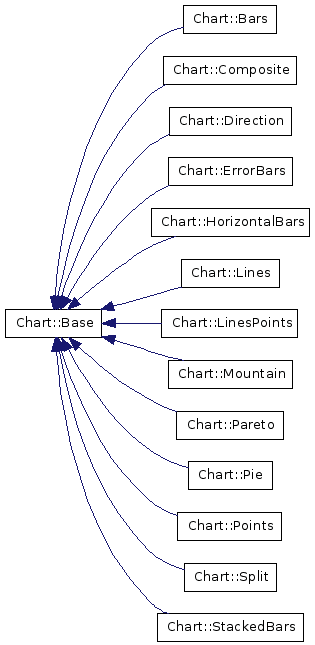 Chart::Bars
Chart::Composite
Chart::Direction
Chart::ErrorBars
Chart::HorizontalBars
Chart::Lines
Chart::Base
Chart::LinesPoints
Chart::Mountain
Chart::Pareto
Chart::Pie
Chart::Points
Chart::Split
Chart::StackedBars